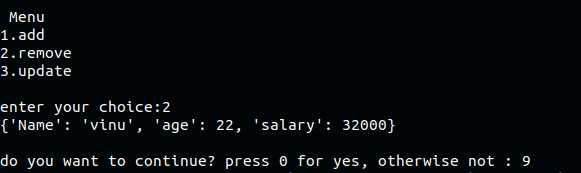 Menu
1.add
2.remove
3.update
enter your choice:2
{'Name': 'vinu', 'age': 22, 'salary': 32000}
do you want to continue? press 0 for yes, otherwise not : 9